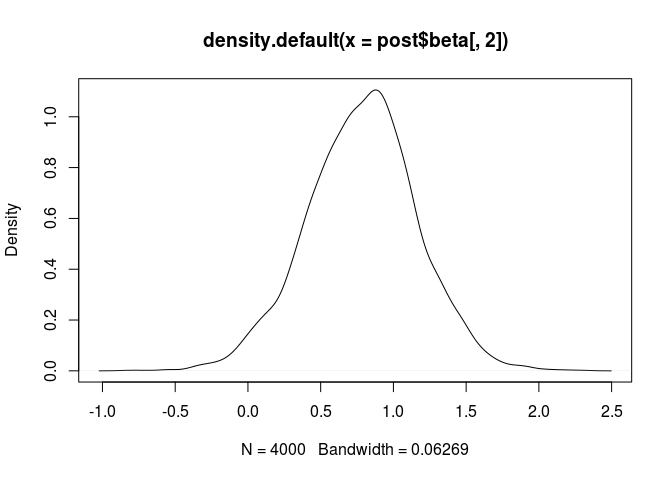 density.default(x = post$beta[, 2])
Density
0.0 0.2 0.4 0.6 0.8 1.0
-1.0 -0.5 0.0 0.5 1.0 1.5 2.0 2.5
N = 4000 Bandwidth = 0.06269